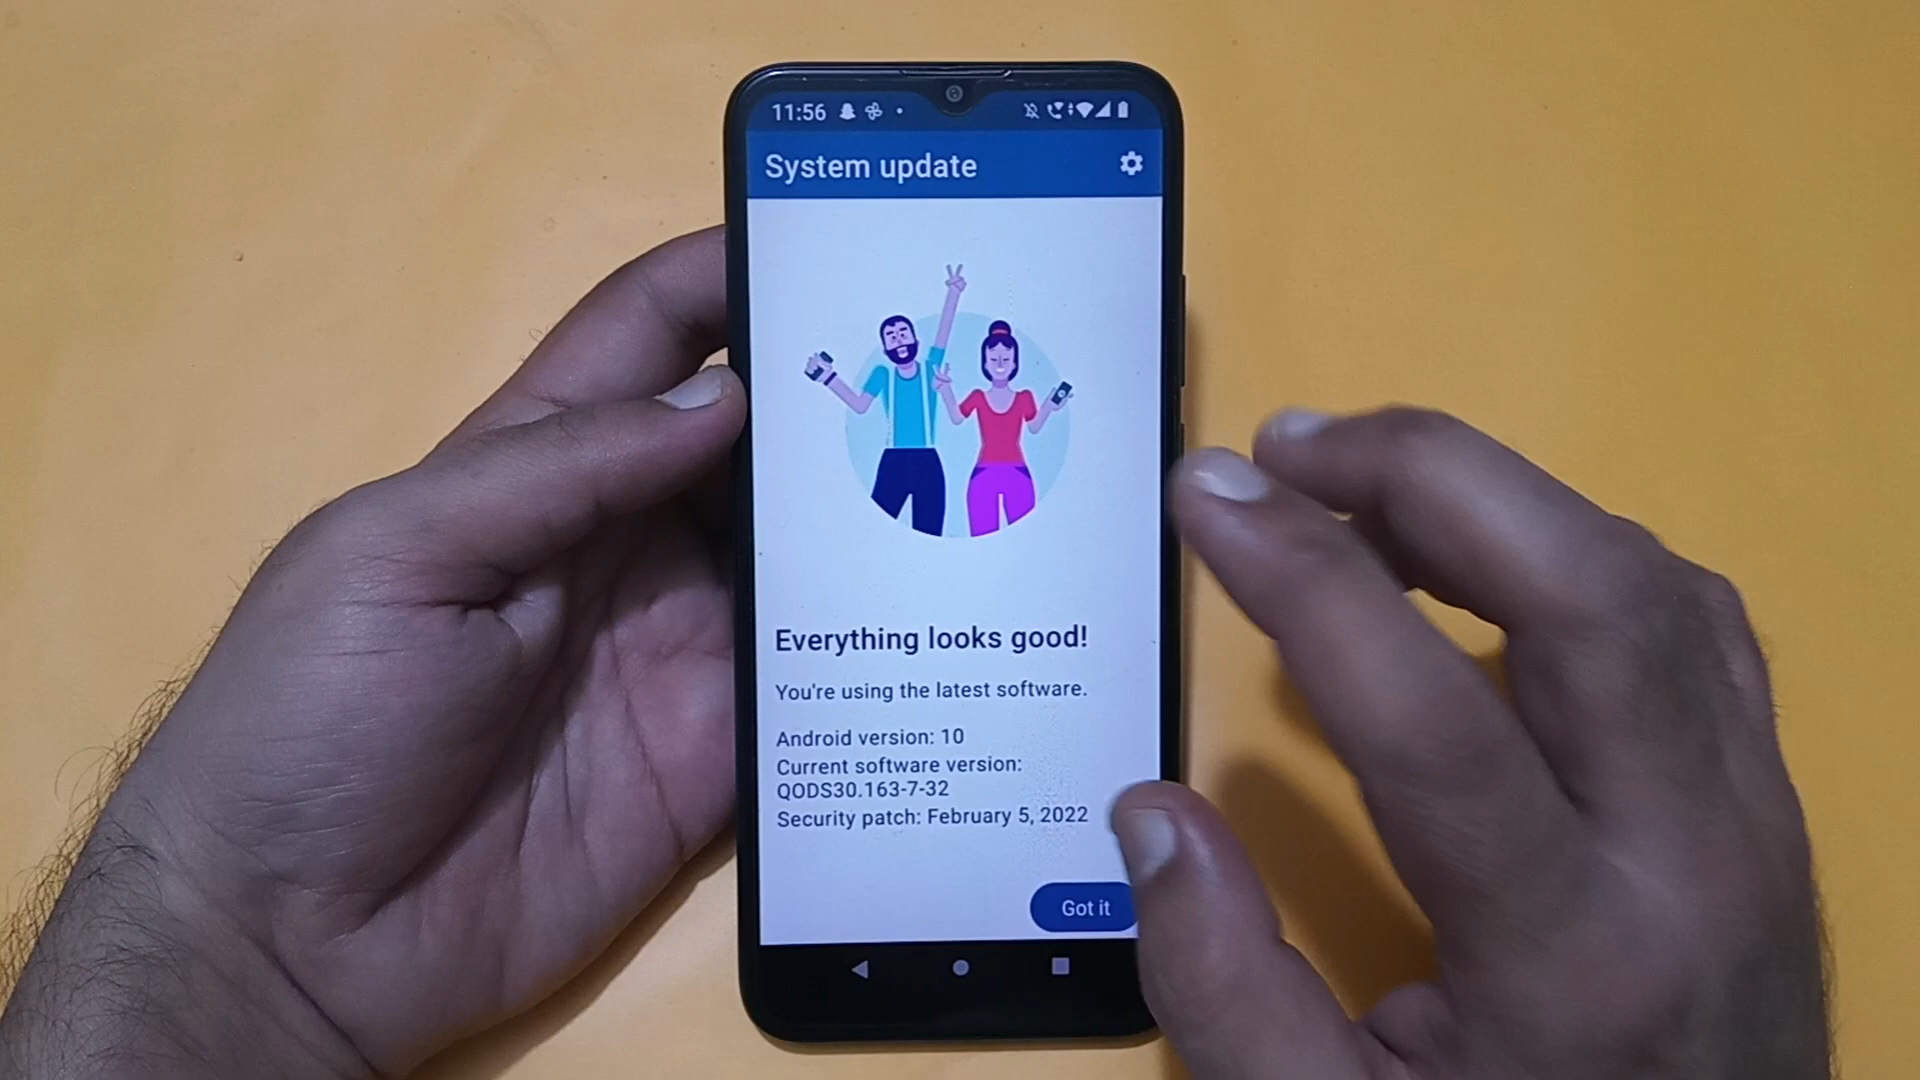 11:56
System update
Everything looks good!
You're using the latest software.
Android version: 10
Current software version:
QODS30.163-7-32
Security patch: February 5, 2022
Got it